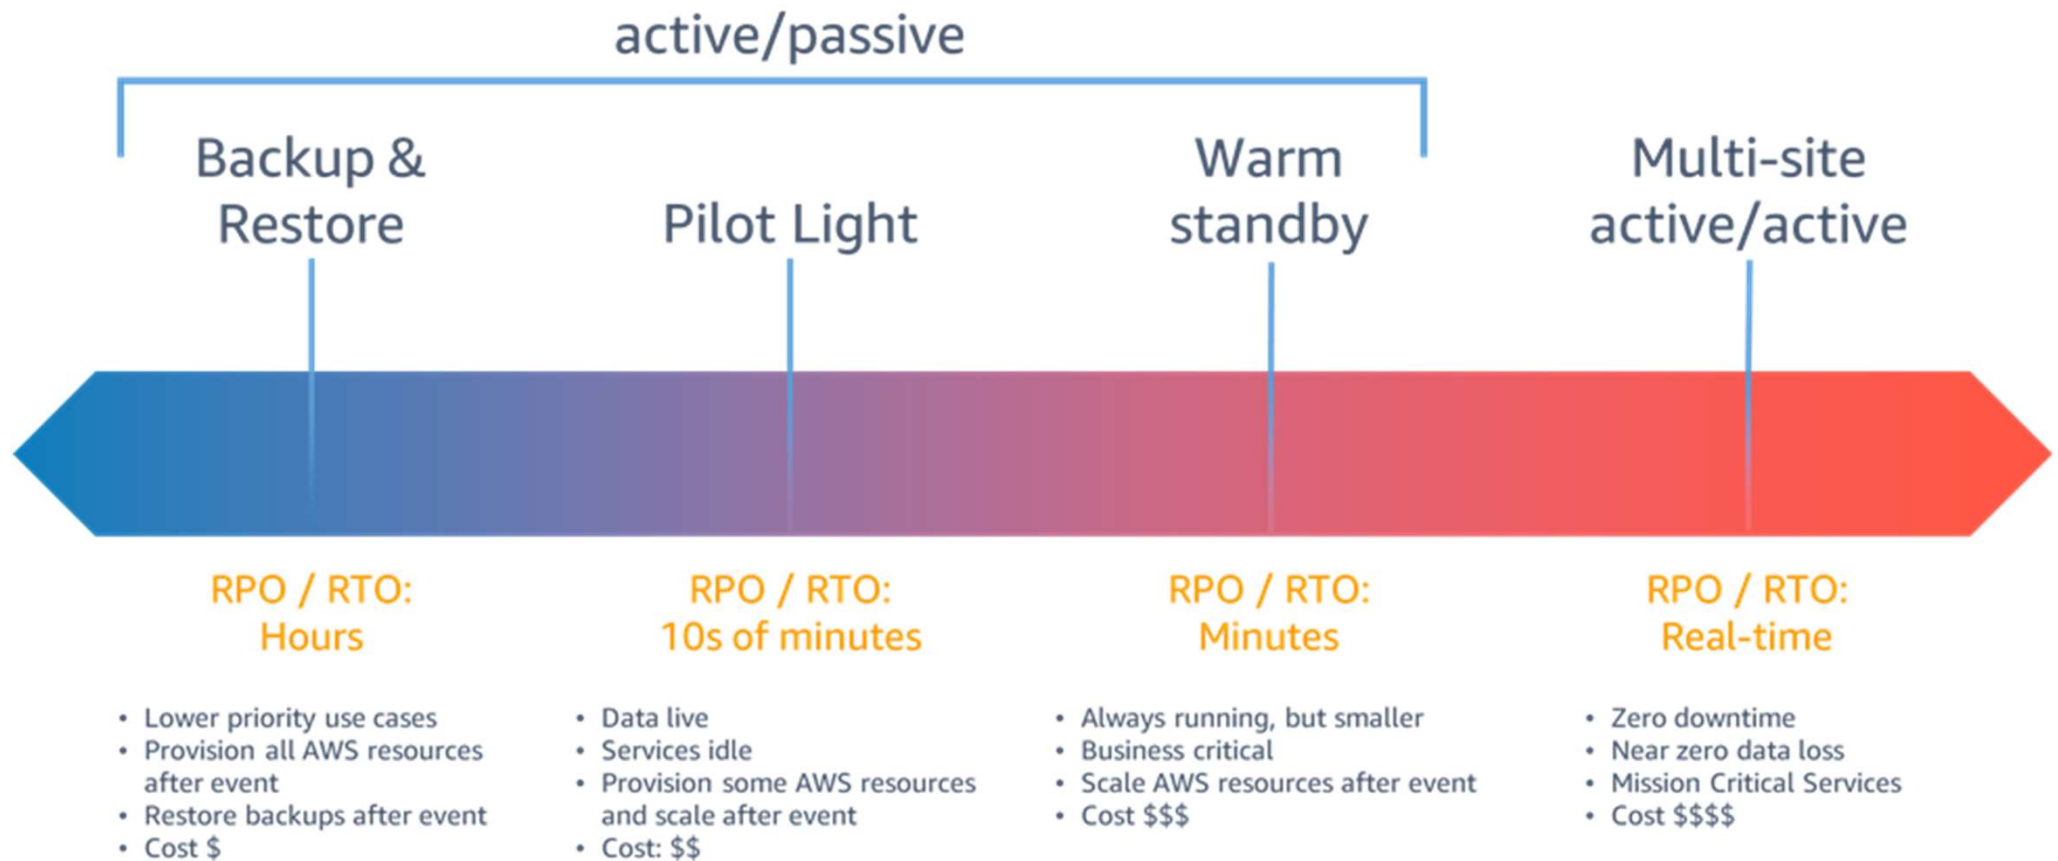 active/passive
Backup &
Restore
Pilot Light
Warm
standby
Multi-site
active/active
RPO / RTO:
Hours
RPO / RTO:
10s of minutes
RPO / RTO:
Minutes
RPO / RTO:
Real-time
• Lower priority use cases
• Provision all AWS resources
after event
• Restore backups after event
• Cost $
• Data live
• Services idle
• Provision some AWS resources
and scale after event
• Cost: $$
• Always running, but smaller
• Business critical
• Scale AWS resources after event
• Cost $$$
• Zero downtime
• Near zero data loss
• Mission Critical Services
• Cost $$$$